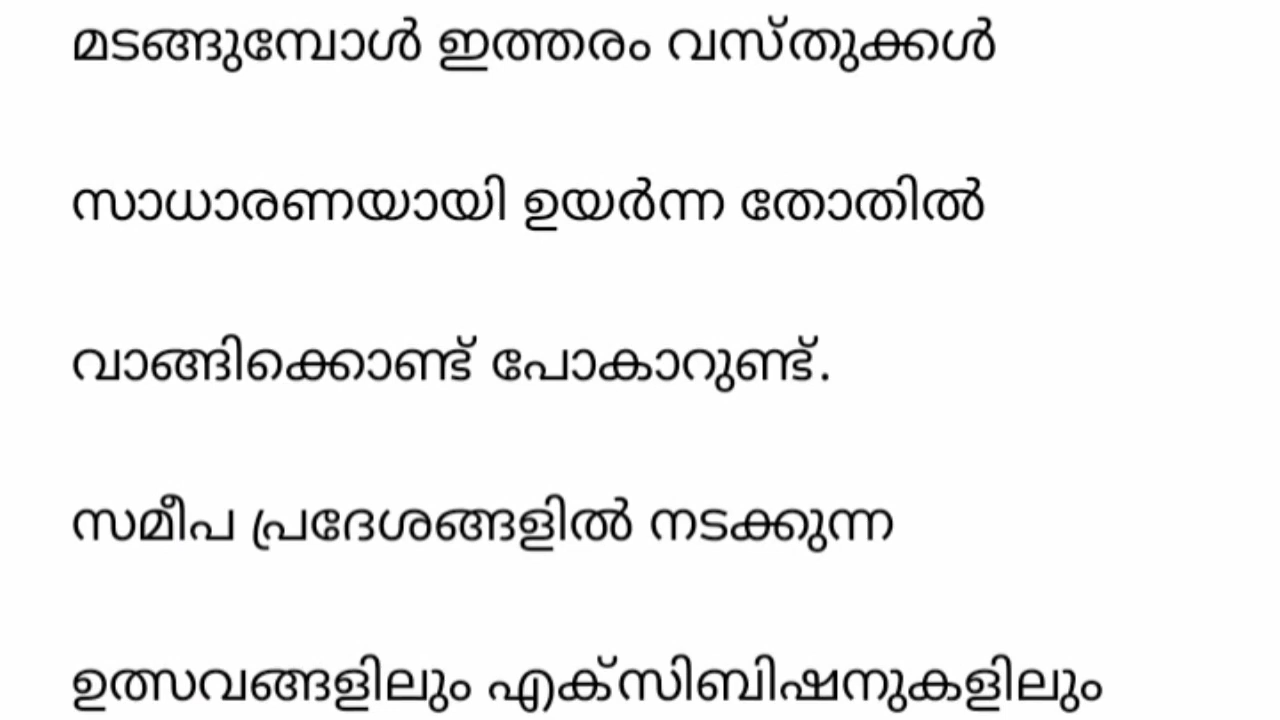 മടങ്ങുമ്പോൾ ഇത്തരം വസ്തുക്കൾ
സാധാരണയായി ഉയർന്ന തോതിൽ
വാങ്ങിക്കൊണ്ട് പോകാറുണ്ട്.
സമീപ പ്രദേശങ്ങളിൽ നടക്കുന്ന
ഉത്സവങ്ങളിലും എക്സിബിഷനുകളിലും